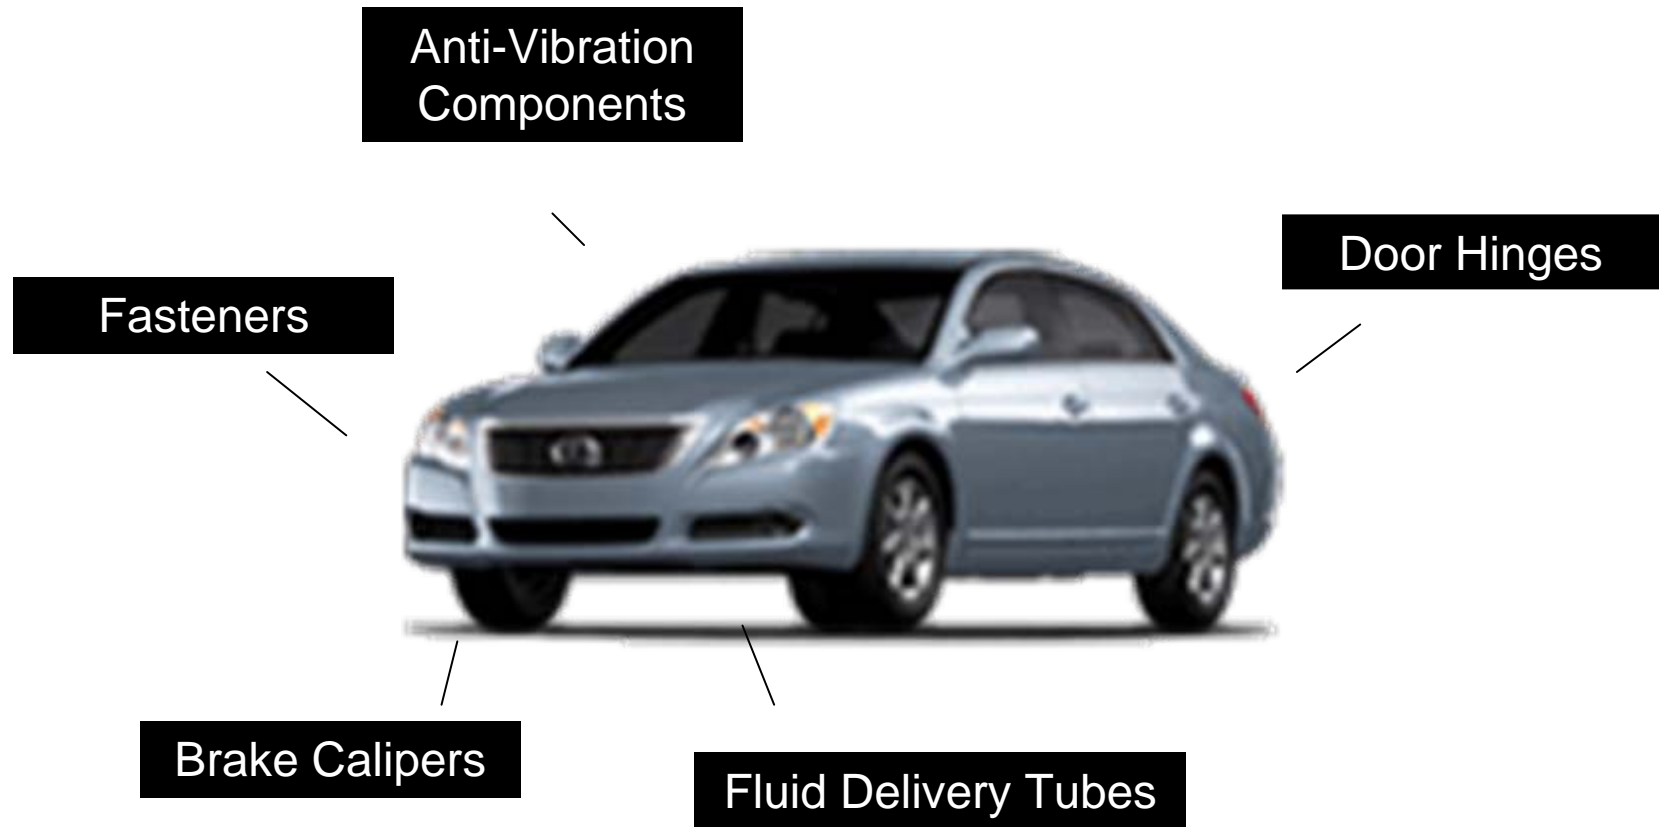 Anti-Vibration
Components
Door Hinges
Fasteners
Brake Calipers
Fluid Delivery Tubes